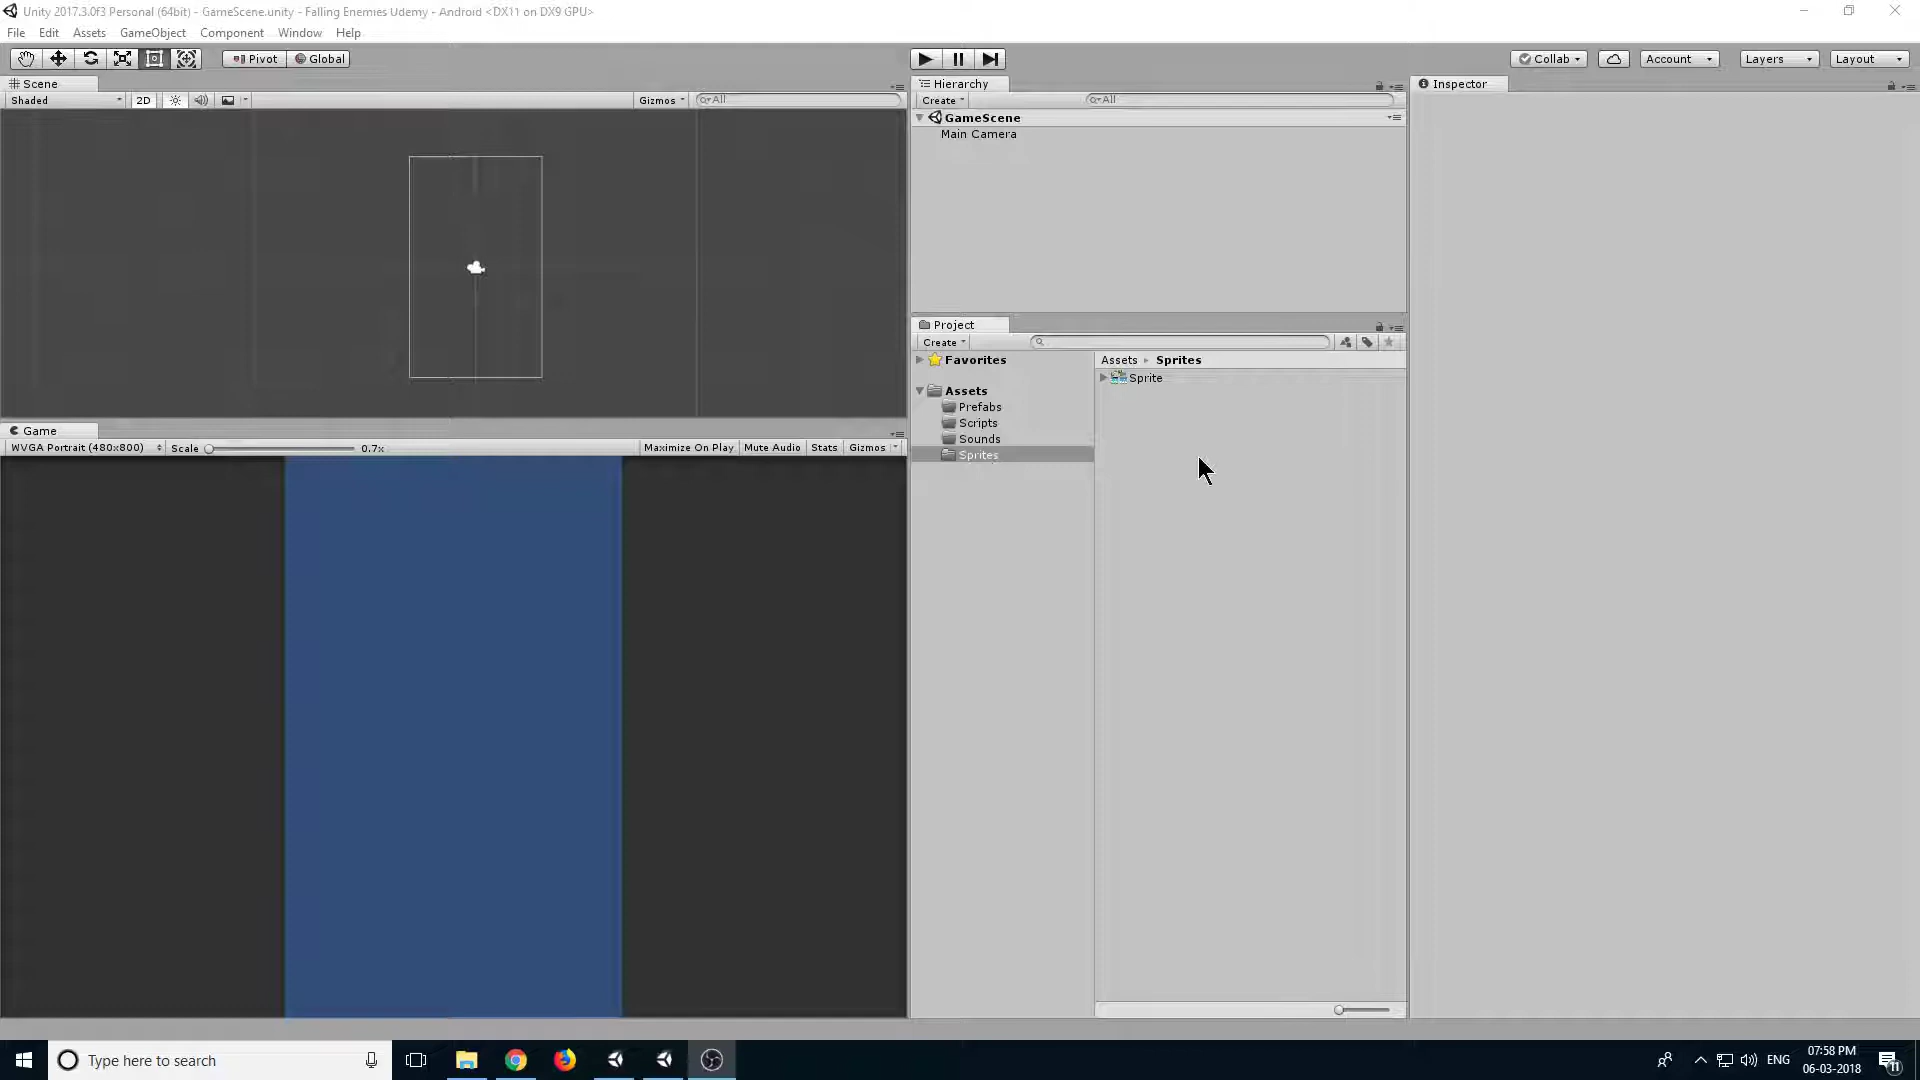 Unity 2017.3.0f3 Personal (64bit) - GameScene.unity - Falling Enemies Udemy - Android <DX11 on DX9 GPU>
File Edit Assets GameObject Component Window Help
Pivot Global Collab Account Layers Layout
Scene
Shaded 2D Gizmos All
Hierarchy
Create All
GameScene
Main Camera
Inspector
Project
Create
Favorites
Assets
Prefabs
Scripts
Sounds
Sprites
Assets Sprites
Sprite
Game
WVGA Portrait (480x800) Scale 0.7x Maximize On Play Mute Audio Stats Gizmos
Type here to search
ENG
07:58 PM
06-03-2018
11